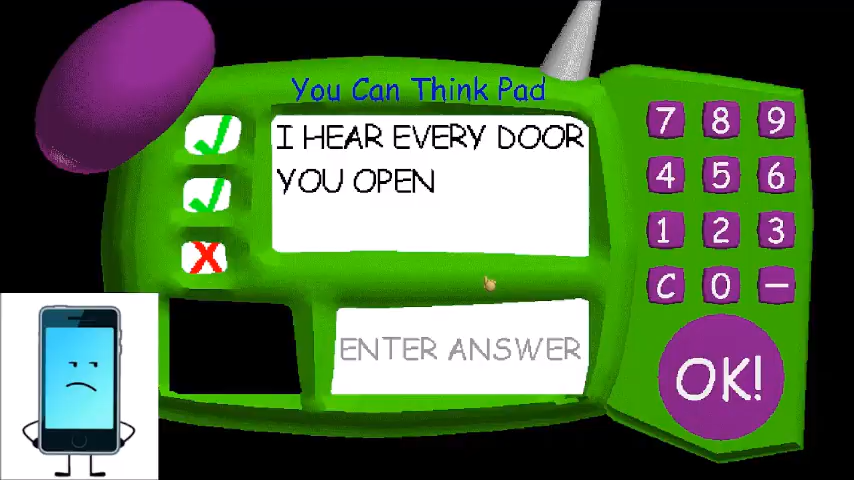 You Can Think Pad
I HEAR EVERY DOOR
YOU OPEN
7 8 9
4 5 6
1 2 3
C 0 -
ENTER ANSWER
OK!